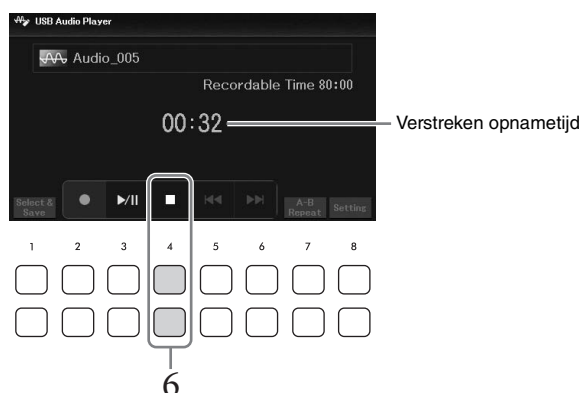 USB Audio Player
Audio_005
Recordable Time 80:00
00:32
Verstreken opnametijd
Select & Save
A-B Repeat
Setting
1 2 3 4 5 6 7 8
6